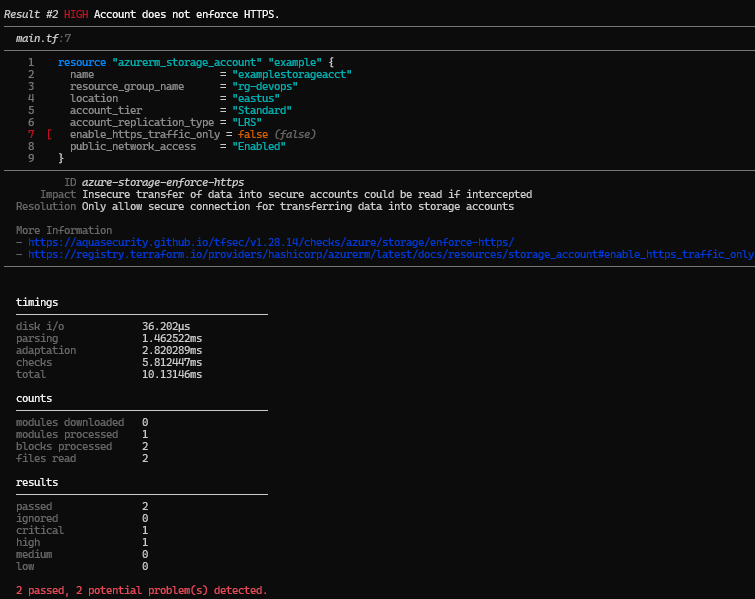 Result #2 HIGH Account does not enforce HTTPS.
main.tf:7
1 resource "azurerm_storage_account" "example" {
2 name = "examplestorageacct"
3 resource_group_name = "rg-devops"
4 location = "eastus"
5 account_tier = "Standard"
6 account_replication_type = "LRS"
7 [ enable_https_traffic_only = false (false)
8 public_network_access = "Enabled"
9 }
ID azure-storage-enforce-https
Impact Insecure transfer of data into secure accounts could be read if intercepted
Resolution Only allow secure connection for transferring data into storage accounts
More Information
- https://aquasecurity.github.io/tfsec/v1.28.14/checks/azure/storage/enforce-https/
- https://registry.terraform.io/providers/hashicorp/azurerm/latest/docs/resources/storage_account#enable_https_traffic_only
timings
disk i/o 36.202µs
parsing 1.462522ms
adaptation 2.820289ms
checks 5.812447ms
total 10.13146ms
counts
modules downloaded 0
modules processed 1
blocks processed 2
files read 2
results
passed 2
ignored 0
critical 1
high 1
medium 0
low 0
2 passed, 2 potential problem(s) detected.